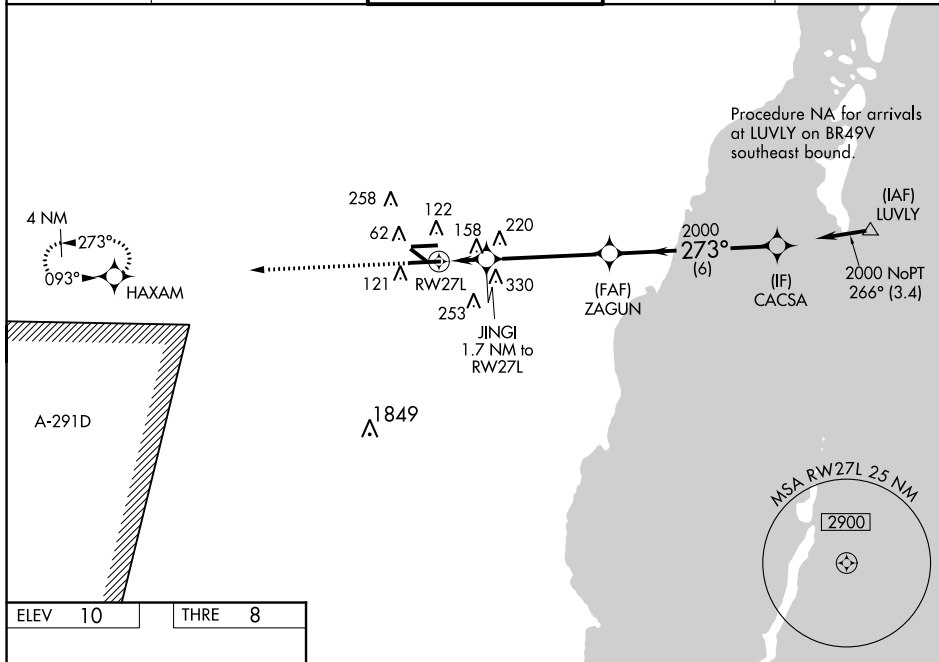 Procedure NA for arrivals
at LUVLY on BR49V
southeast bound.
(IAF)
LUVLY
258
122
4 NM
62
158
220
2000
273°
273°
(6)
093°
HAXAM
121
RW27L
330
(FAF)
ZAGUN
(IF)
CACSA
2000 NoPT
266° (3.4)
253
JINGI
1.7 NM to
RW27L
A-291D
1849
MSA RW27L 25 NM
2900
ELEV 10
THRE 8